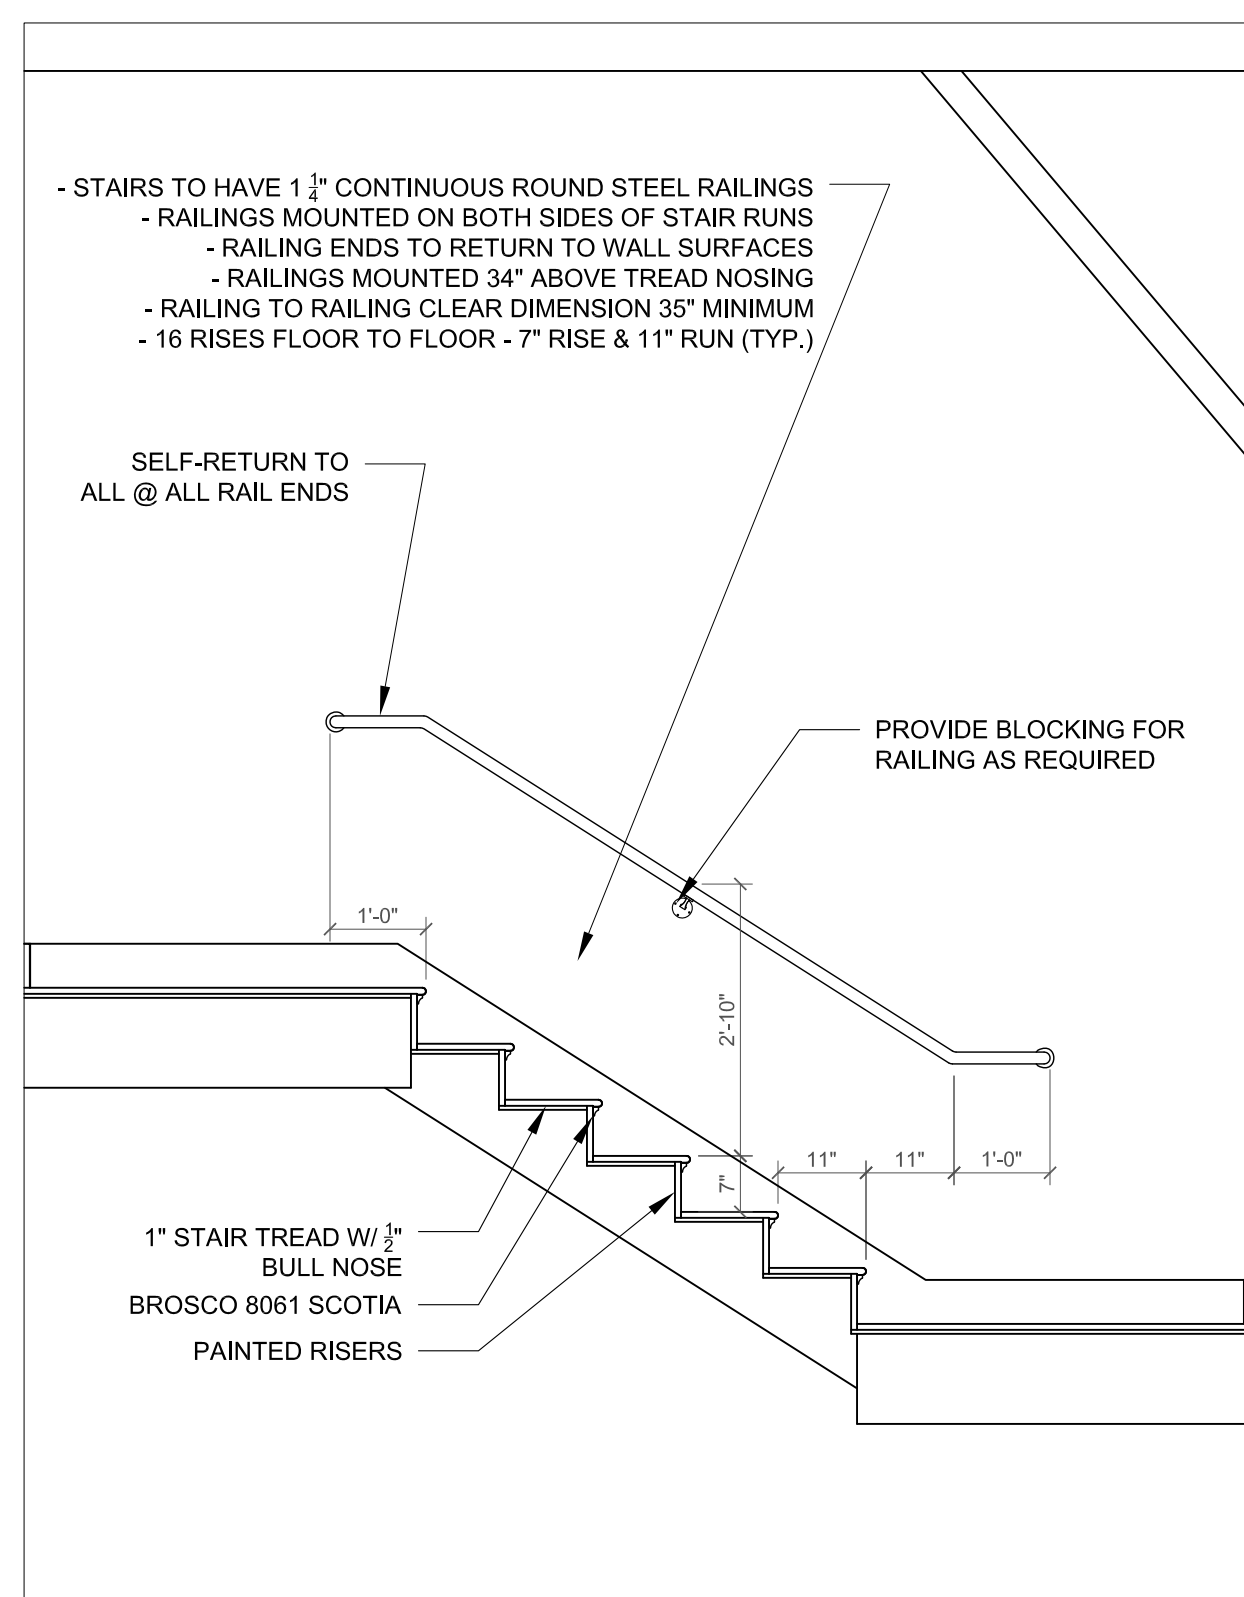 - STAIRS TO HAVE 1 1/4" CONTINUOUS ROUND STEEL RAILINGS
- RAILINGS MOUNTED ON BOTH SIDES OF STAIR RUNS
- RAILING ENDS TO RETURN TO WALL SURFACES
- RAILINGS MOUNTED 34" ABOVE TREAD NOSING
- RAILING TO RAILING CLEAR DIMENSION 35" MINIMUM
- 16 RISES FLOOR TO FLOOR - 7" RISE & 11" RUN (TYP.)
SELF-RETURN TO
ALL @ ALL RAIL ENDS
PROVIDE BLOCKING FOR
RAILING AS REQUIRED
1'-0"
2'-10"
7"
11"
11"
1'-0"
1" STAIR TREAD W/ 1/2"
BULL NOSE
BROSCO 8061 SCOTIA
PAINTED RISERS